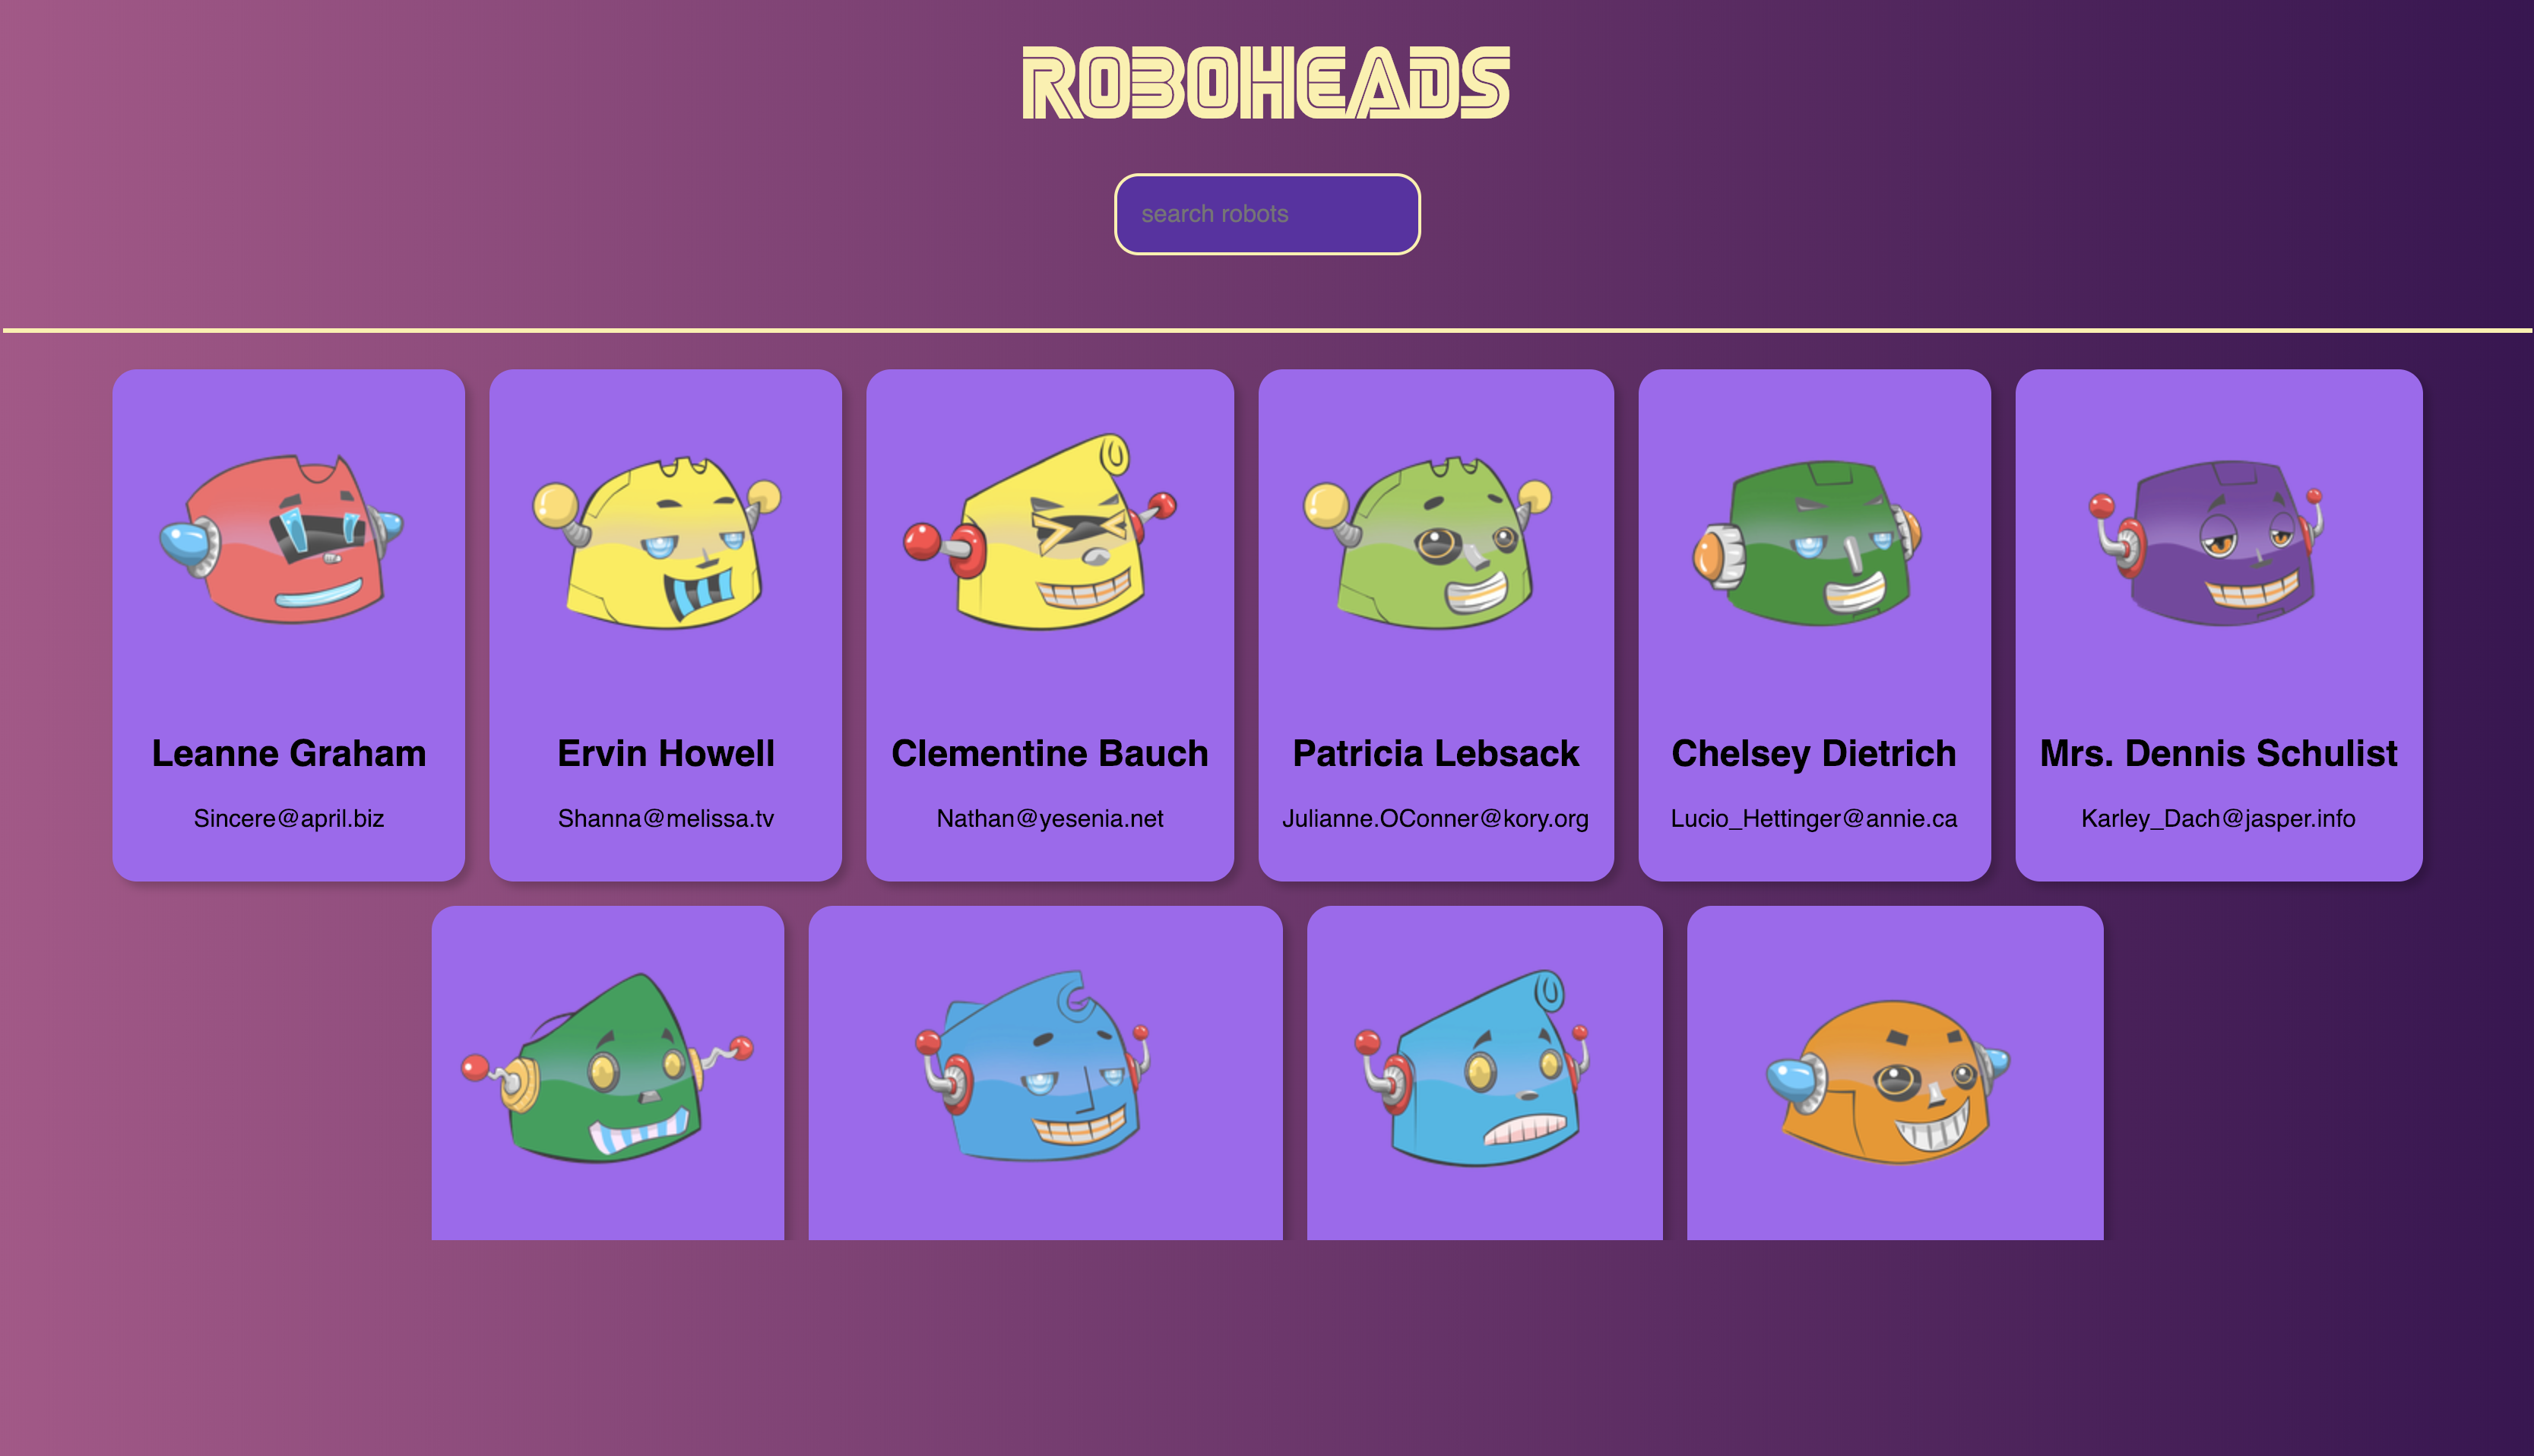 ROBOHEADS
search robots
Leanne Graham
Sincere@april.biz
Ervin Howell
Shanna@melissa.tv
Clementine Bauch
Nathan@yesenia.net
Patricia Lebsack
Julianne.OConner@kory.org
Chelsey Dietrich
Lucio_Hettinger@annie.ca
Mrs. Dennis Schulist
Karley_Dach@jasper.info